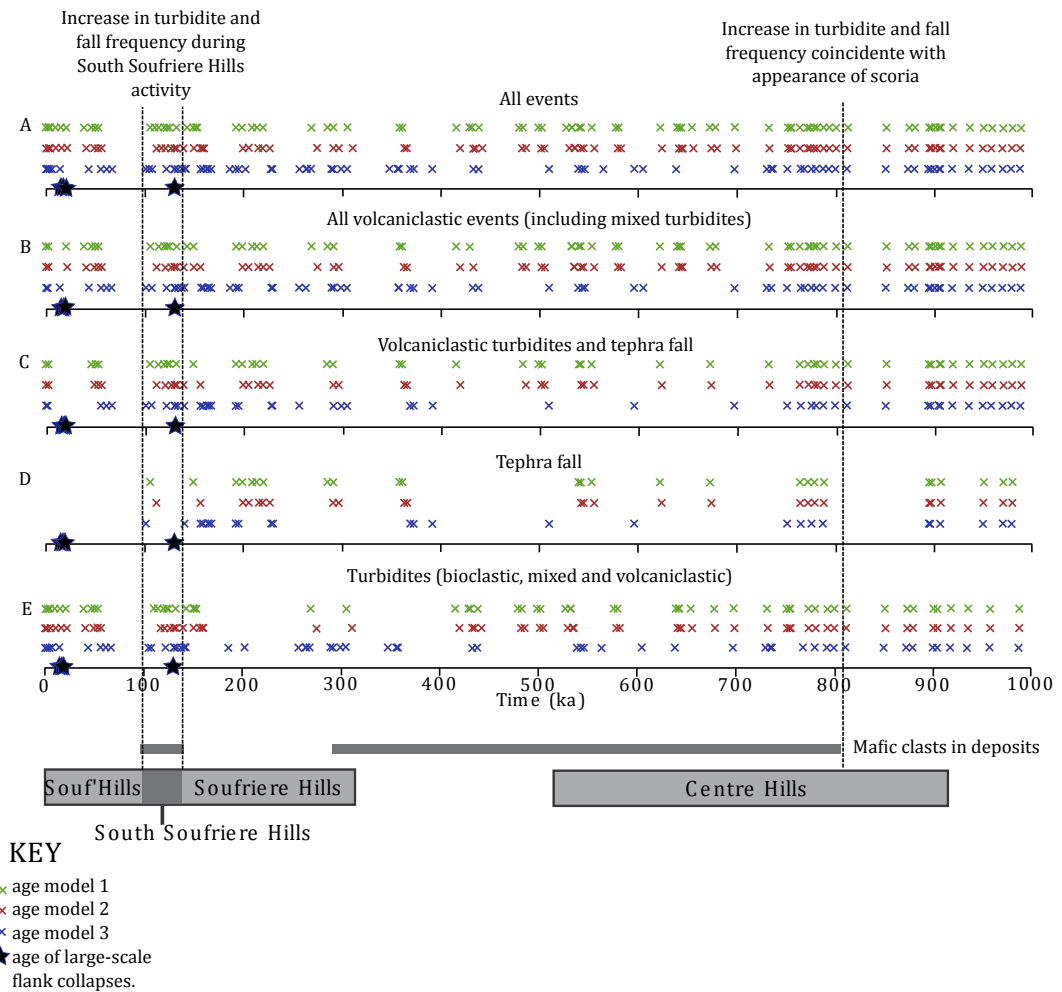 Increase in turbidite and
fall frequency during
South Soufriere Hills
activity
Increase in turbidite and fall
frequency coincidente with
appearance of scoria
All events
A
All volcaniclastic events (including mixed turbidites)
B
Volcaniclastic turbidites and tephra fall
C
Tephra fall
D
Turbidites (bioclastic, mixed and volcaniclastic)
E
0 100 200 300 400 500 600 700 800 900 1000
Time (ka)
Mafic clasts in deposits
Souf'Hills Soufriere Hills Centre Hills
South Soufriere Hills
KEY
age model 1
age model 2
age model 3
age of large-scale
flank collapses.